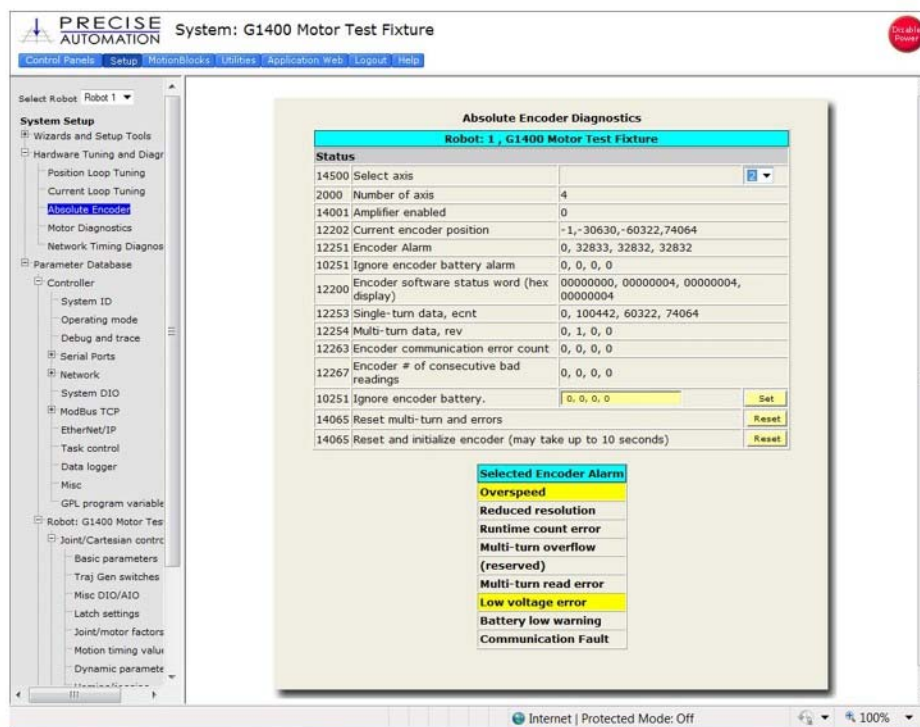 PRECISE
AUTOMATION
System: G1400 Motor Test Fixture
Disable
Power
Control Panels Setup MotionBlocks Utilities Application Web Logout Help
Select Robot Robot 1
System Setup
Wizards and Setup Tools
Hardware Tuning and Diagr
Position Loop Tuning
Current Loop Tuning
Absolute Encoder
Motor Diagnostics
Network Timing Diagnos
Parameter Database
Controller
System ID
Operating mode
Debug and trace
Serial Ports
Network
System DIO
ModBus TCP
EtherNet/IP
Task control
Data logger
Misc
GPL program variable
Robot: G1400 Motor Tes
Joint/Cartesian contro
Basic parameters
Traj Gen switches
Misc DIO/AIO
Latch settings
Joint/motor factors
Motion timing value
Dynamic paramete
Absolute Encoder Diagnostics
Robot: 1 , G1400 Motor Test Fixture
Status
14500 Select axis 2
2000 Number of axis 4
14001 Amplifier enabled 0
12202 Current encoder position -1,-30630,-60322,74064
12251 Encoder Alarm 0, 32833, 32832, 32832
10251 Ignore encoder battery alarm 0, 0, 0, 0
12200 Encoder software status word (hex display) 00000000, 00000004, 00000004, 00000004
12253 Single-turn data, ecnt 0, 100442, 60322, 74064
12254 Multi-turn data, rev 0, 1, 0, 0
12263 Encoder communication error count 0, 0, 0, 0
12267 Encoder # of consecutive bad readings 0, 0, 0, 0
10251 Ignore encoder battery. 0, 0, 0, 0 Set
14065 Reset multi-turn and errors Reset
14065 Reset and initialize encoder (may take up to 10 seconds) Reset
Selected Encoder Alarm
Overspeed
Reduced resolution
Runtime count error
Multi-turn overflow
(reserved)
Multi-turn read error
Low voltage error
Battery low warning
Communication Fault
Internet | Protected Mode: Off
100%